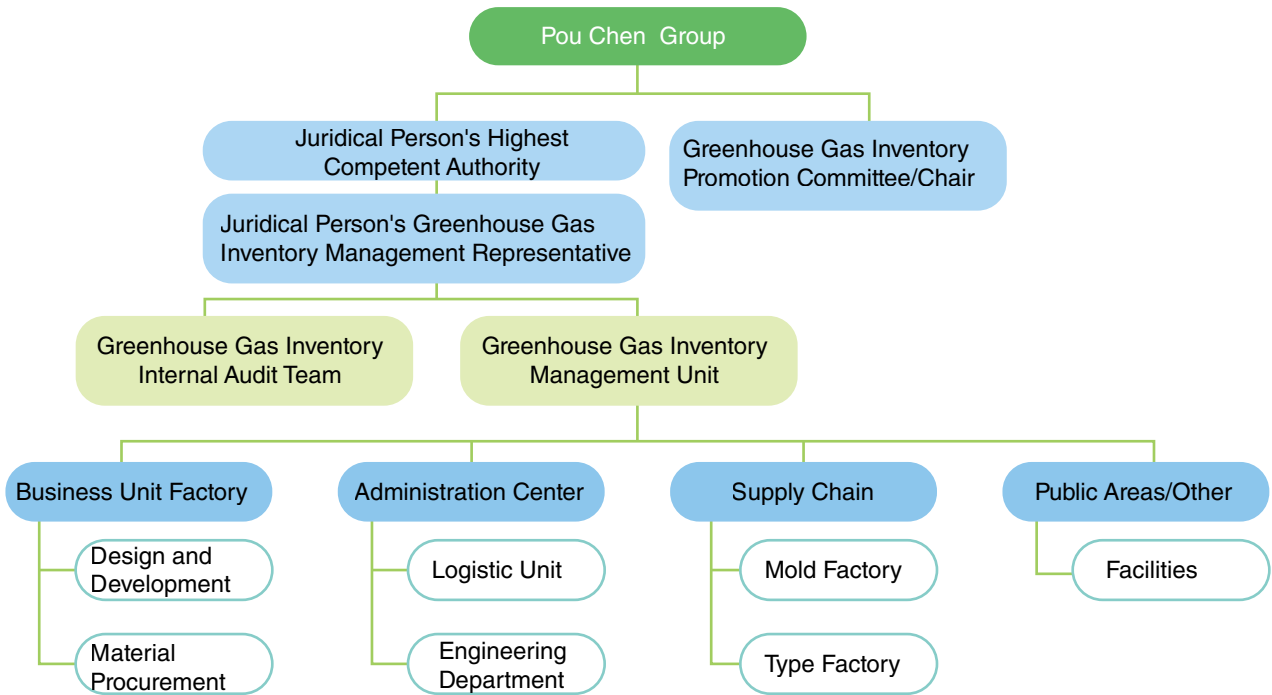 Pou Chen Group
Juridical Person's Highest
Competent Authority
Greenhouse Gas Inventory
Promotion Committee/Chair
Juridical Person's Greenhouse Gas
Inventory Management Representative
Greenhouse Gas Inventory
Internal Audit Team
Greenhouse Gas Inventory
Management Unit
Business Unit Factory
Administration Center
Supply Chain
Public Areas/Other
Design and
Development
Logistic Unit
Mold Factory
Facilities
Material
Procurement
Engineering
Department
Type Factory